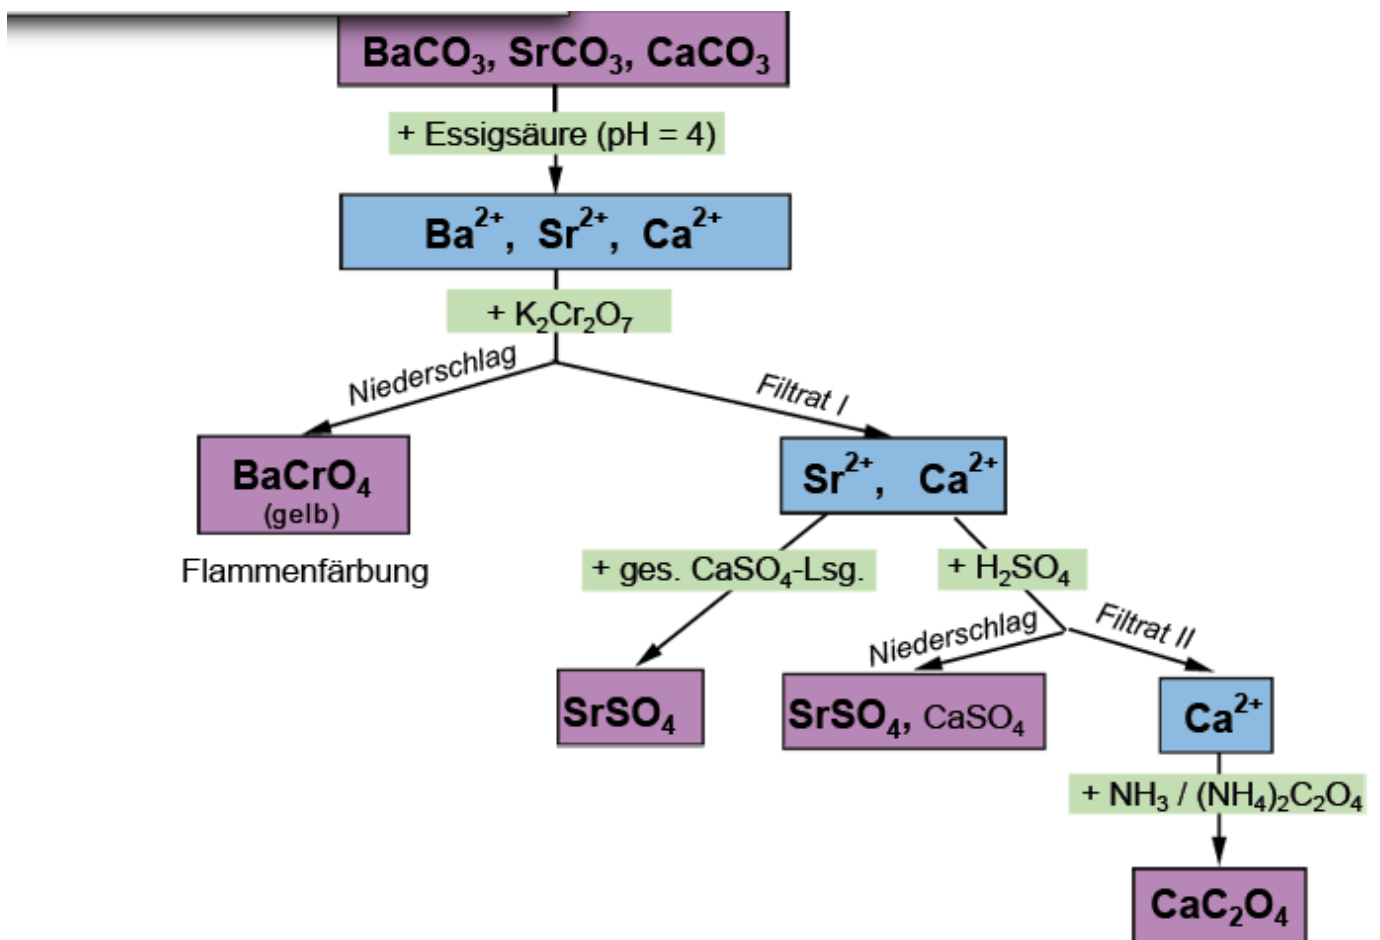 BaCO₃, SrCO₃, CaCO₃
+ Essigsäure (pH = 4)
Ba²⁺, Sr²⁺, Ca²⁺
+ K₂Cr₂O₇
Niederschlag
Filtrat I
BaCrO₄
(gelb)
Sr²⁺, Ca²⁺
Flammenfärbung
+ ges. CaSO₄-Lsg.
+ H₂SO₄
Niederschlag
Filtrat II
SrSO₄
SrSO₄, CaSO₄
Ca²⁺
+ NH₃ / (NH₄)₂C₂O₄
CaC₂O₄